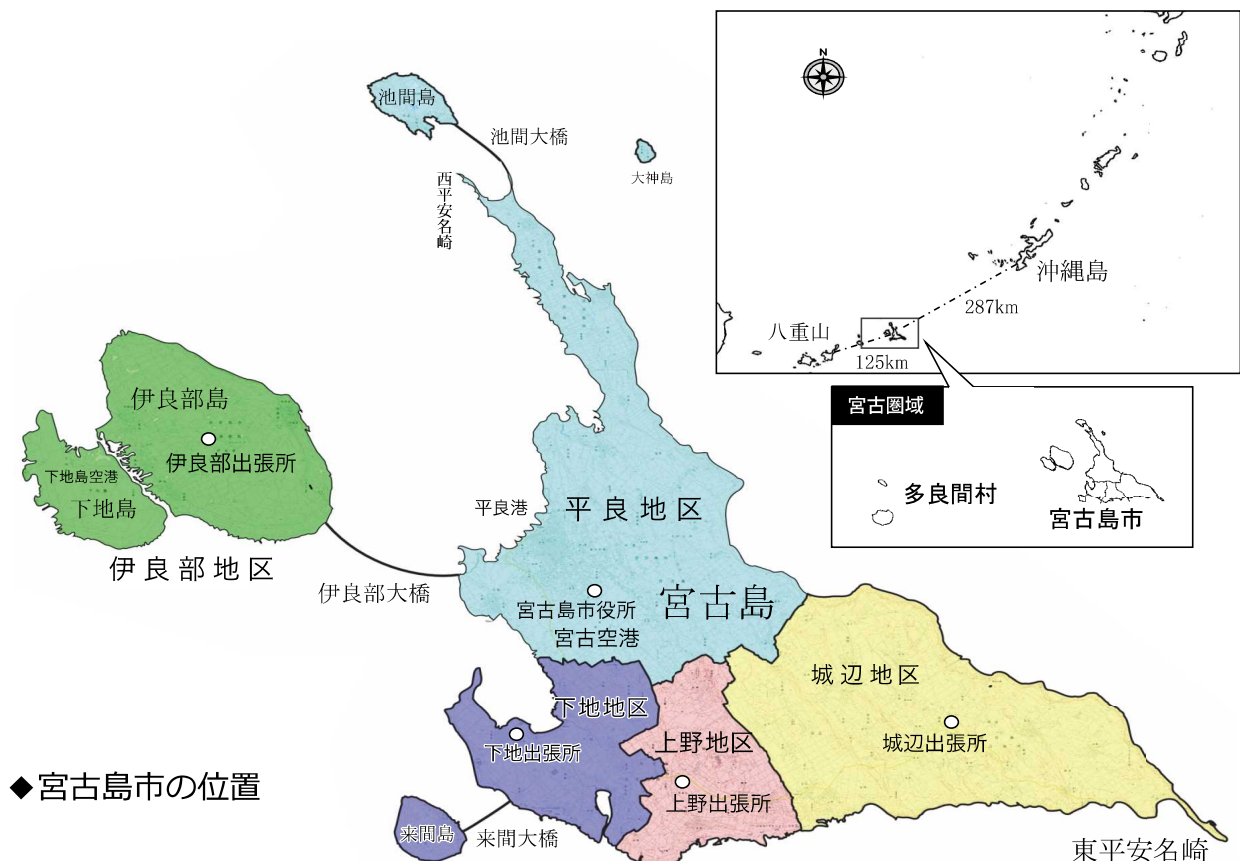 N
池間島
池間大橋
大神島
西平安名崎
沖縄島
287km
八重山
125km
宮古圏域
多良間村
宮古島市
伊良部島
伊良部出張所
下地島空港
下地島
伊良部地区
平良港
平良地区
伊良部大橋
宮古島
宮古島市役所
宮古空港
城辺地区
城辺出張所
下地地区
下地出張所
上野地区
上野出張所
◆宮古島市の位置
来間島
来間大橋
東平安名崎